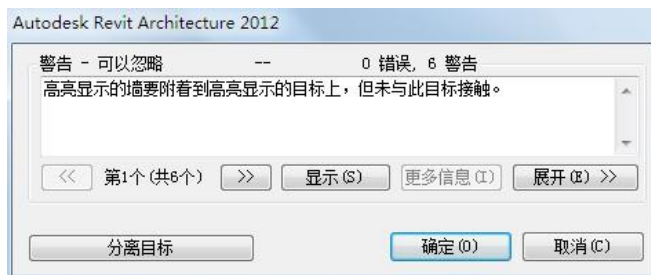 Autodesk Revit Architecture 2012
警告 - 可以忽略 -- 0 错误, 6 警告
高亮显示的墙要附着到高亮显示的目标上，但未与此目标接触。
<< 第1个(共6个) >> 显示(S) 更多信息(I) 展开(E) >>
分离目标 确定(O) 取消(C)